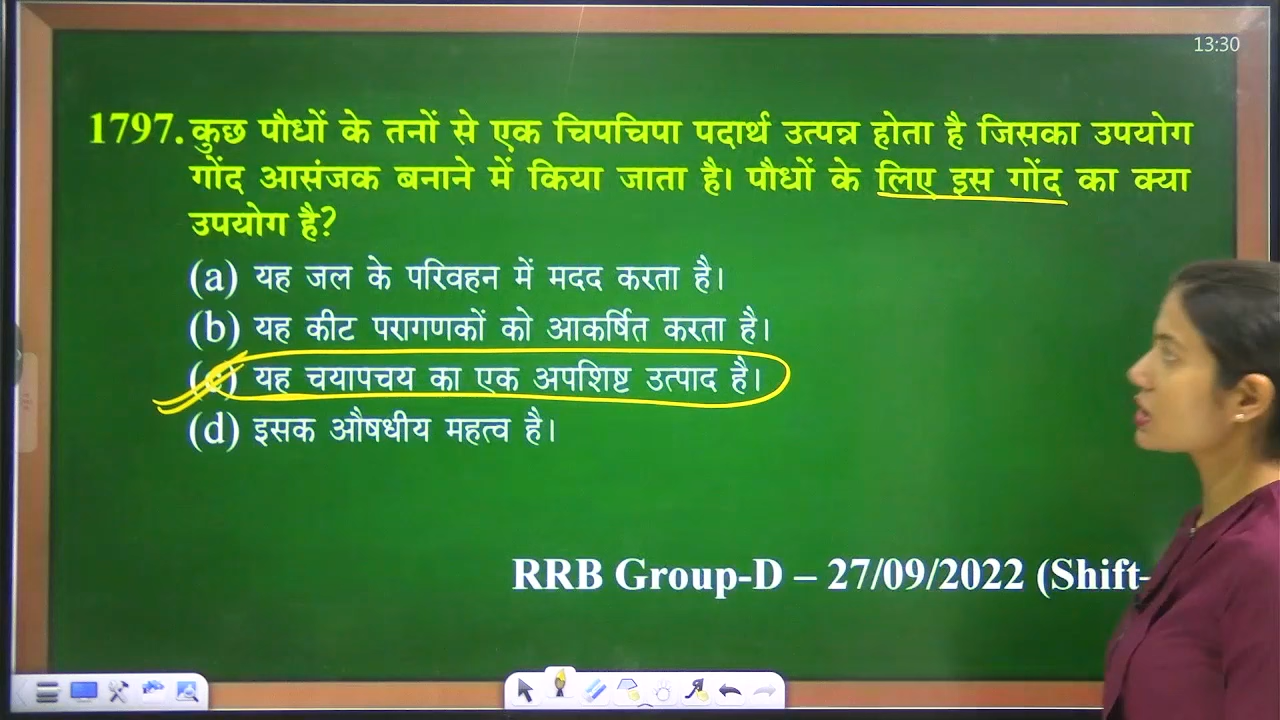 13:30
1797. कुछ पौधों के तनों से एक चिपचिपा पदार्थ उत्पन्न होता है जिसका उपयोग
गोंद आसंजक बनाने में किया जाता है। पौधों के लिए इस गोंद का क्या
उपयोग है?
(a) यह जल के परिवहन में मदद करता है।
(b) यह कीट परागणकों को आकर्षित करता है।
(c) यह चयापचय का एक अपशिष्ट उत्पाद है।
(d) इसक औषधीय महत्व है।
RRB Group-D – 27/09/2022 (Shift-